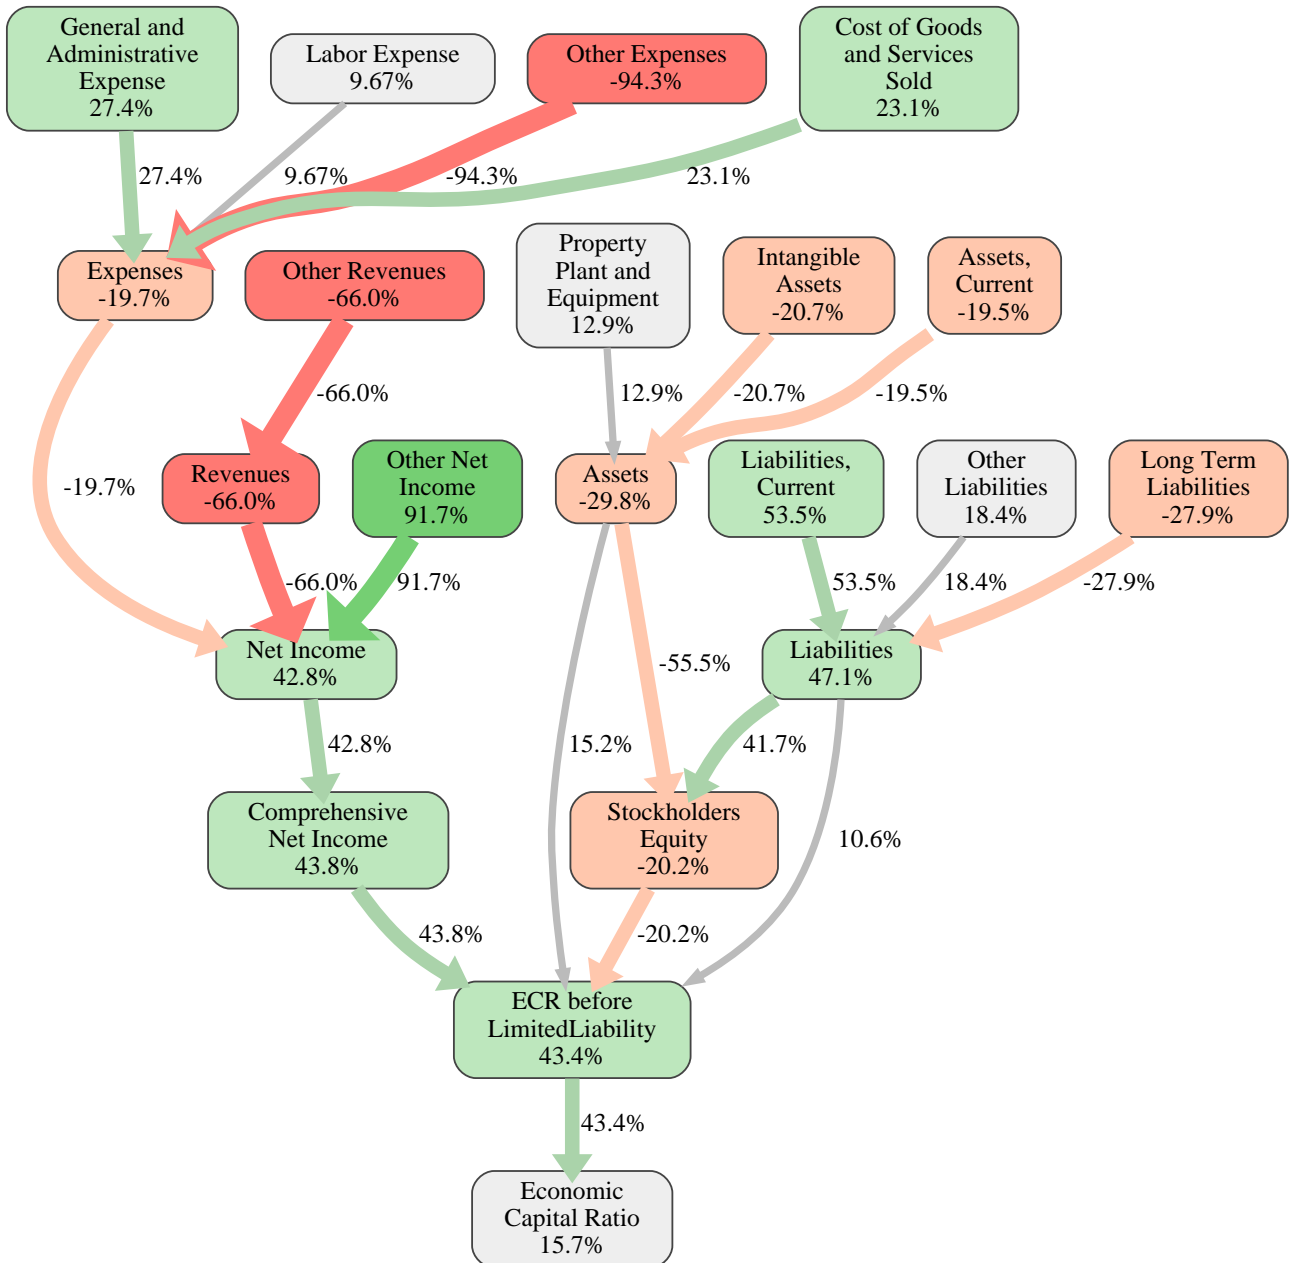 General and
Administrative
Expense
27.4%
Labor Expense
9.67%
Other Expenses
-94.3%
Cost of Goods
and Services
Sold
23.1%
27.4%
9.67%
-94.3%
23.1%
Expenses
-19.7%
Other Revenues
-66.0%
Property
Plant and
Equipment
12.9%
Intangible
Assets
-20.7%
Assets,
Current
-19.5%
-66.0%
12.9%
-20.7%
-19.5%
-19.7%
Revenues
-66.0%
Other Net
Income
91.7%
Assets
-29.8%
Liabilities,
Current
53.5%
Other
Liabilities
18.4%
Long Term
Liabilities
-27.9%
-66.0%
91.7%
53.5%
18.4%
-27.9%
Net Income
42.8%
-55.5%
Liabilities
47.1%
42.8%
15.2%
41.7%
Comprehensive
Net Income
43.8%
Stockholders
Equity
-20.2%
10.6%
43.8%
-20.2%
ECR before
LimitedLiability
43.4%
43.4%
Economic
Capital Ratio
15.7%